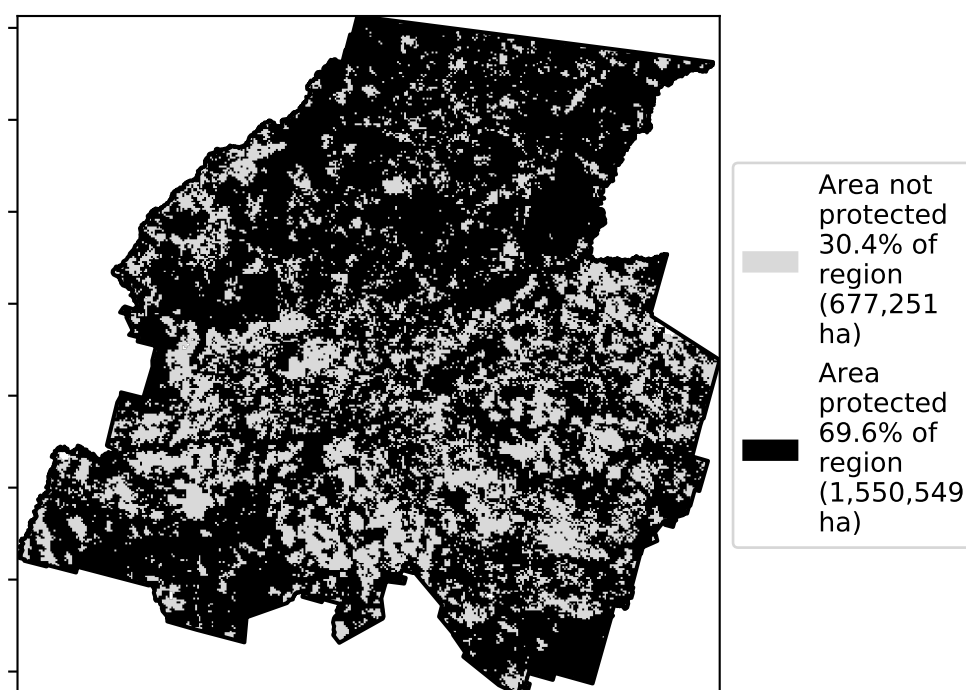 Area not
protected
30.4% of
region
(677,251
ha)
Area
protected
69.6% of
region
(1,550,549
ha)